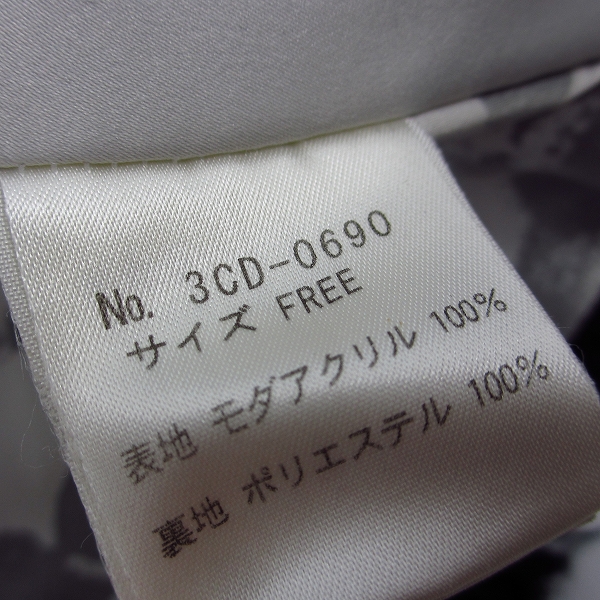 No. 3CD-0690
サイズ FREE
表地 モダアクリル 100%
裏地 ポリエステル 100%